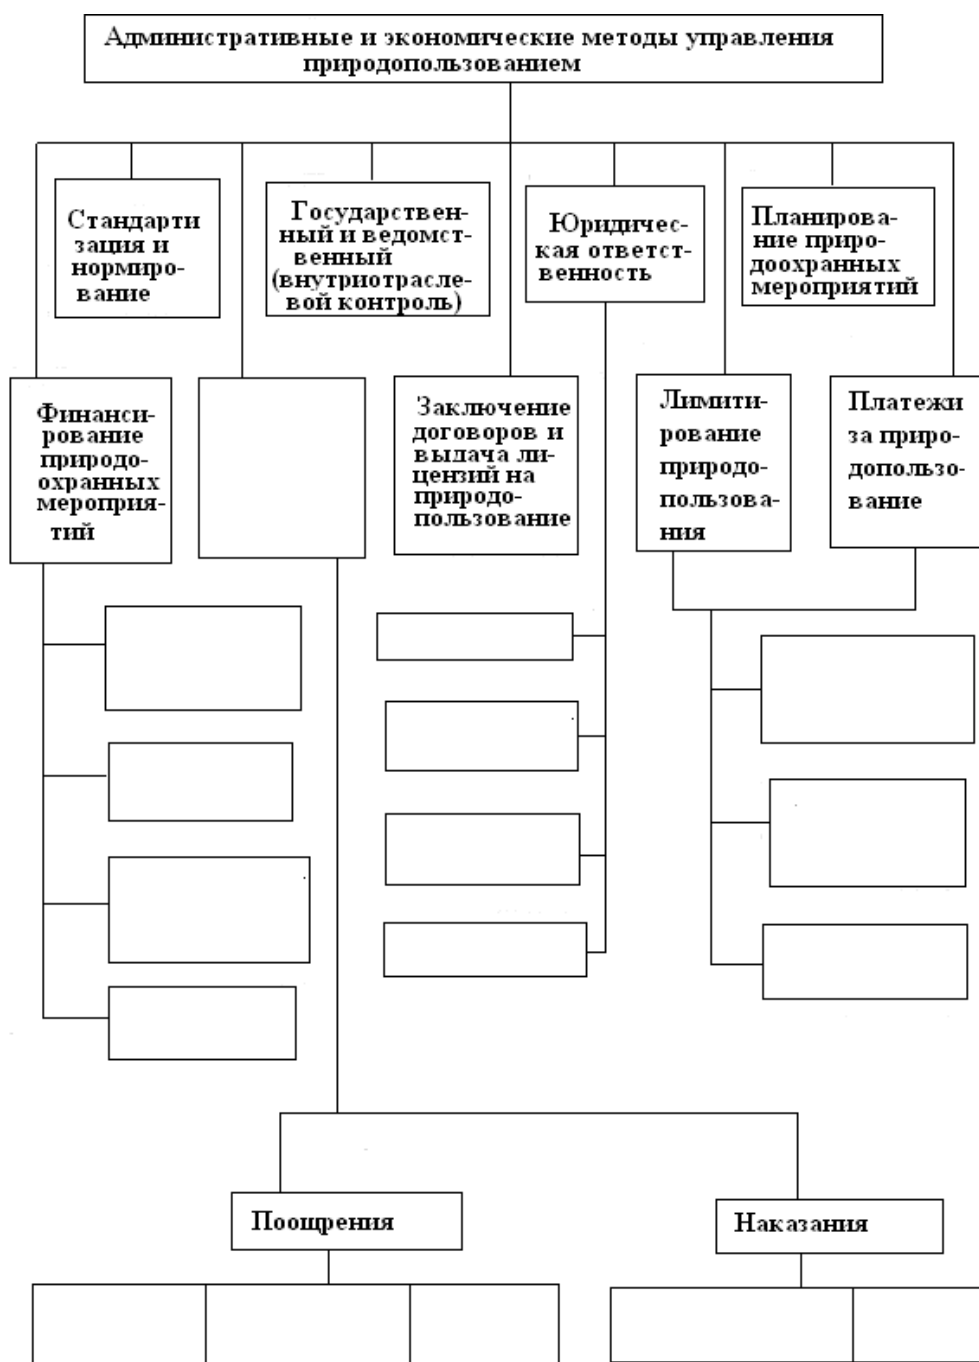 Административные и экономические методы управления
природопользованием
Стандарти
зация и
нормиро-
вание
Государствен-
ный и ведомст-
венный
(внутриотрасле-
вой контроль)
Юридичес-
кая ответст-
венность
Планирова-
ние приро-
доохранных
мероприятий
Финанси-
рование
природо-
охранных
мероприя-
тий
Заключение
договоров и
выдача ли-
цензий на
природо-
пользование
Лимити-
рование
природо-
пользова-
ния
Платежи
за приро-
допользо-
вание
Поощрения
Наказания